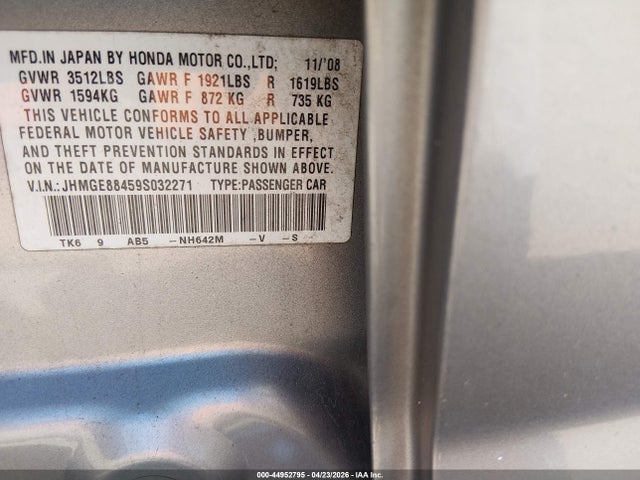 MFD.IN JAPAN BY HONDA MOTOR CO.,LTD; 11/'08
GVWR 3512LBS GAWR F 1921LBS R 1619LBS
GVWR 1594KG GAWR F 872 KG R 735 KG
THIS VEHICLE CONFORMS TO ALL APPLICABLE
FEDERAL MOTOR VEHICLE SAFETY ,BUMPER,
AND THEFT PREVENTION STANDARDS IN EFFECT
ON THE DATE OF MANUFACTURE SHOWN ABOVE.
V.I.N.: JHMGE88459S032271 TYPE:PASSENGER CAR
TK6 9 AB5 -NH642M -V -S
000-44952795 - 04/23/2026 - IAAI.COM